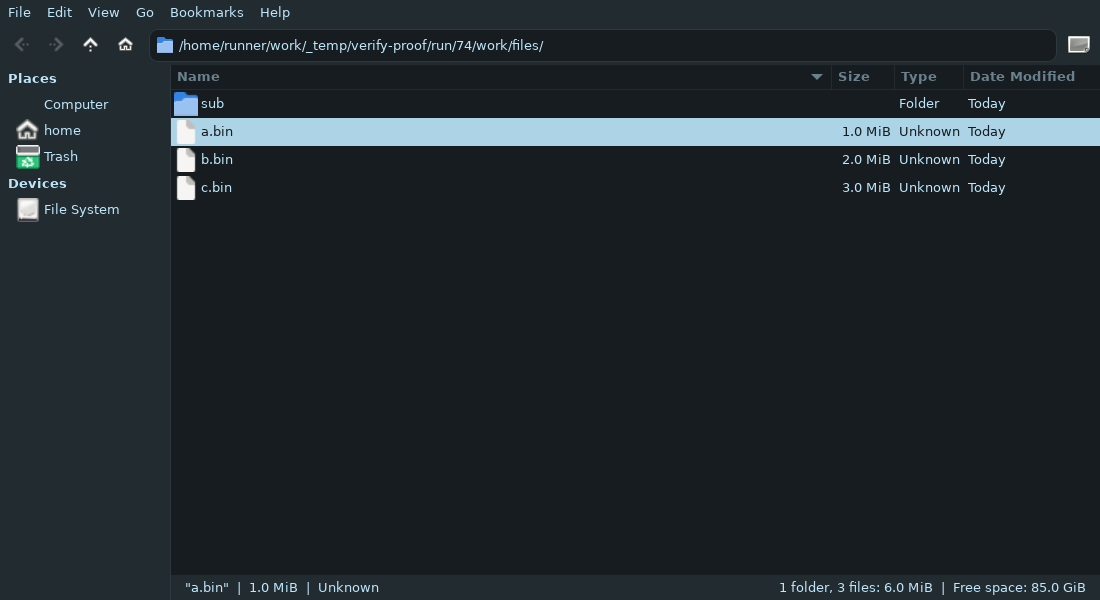 File Edit View Go Bookmarks Help
/home/runner/work/_temp/verify-proof/run/74/work/files/
Places
Computer
home
Trash
Devices
File System
Name Size Type Date Modified
sub Folder Today
a.bin 1.0 MiB Unknown Today
b.bin 2.0 MiB Unknown Today
c.bin 3.0 MiB Unknown Today
"a.bin" | 1.0 MiB | Unknown
1 folder, 3 files: 6.0 MiB | Free space: 85.0 GiB